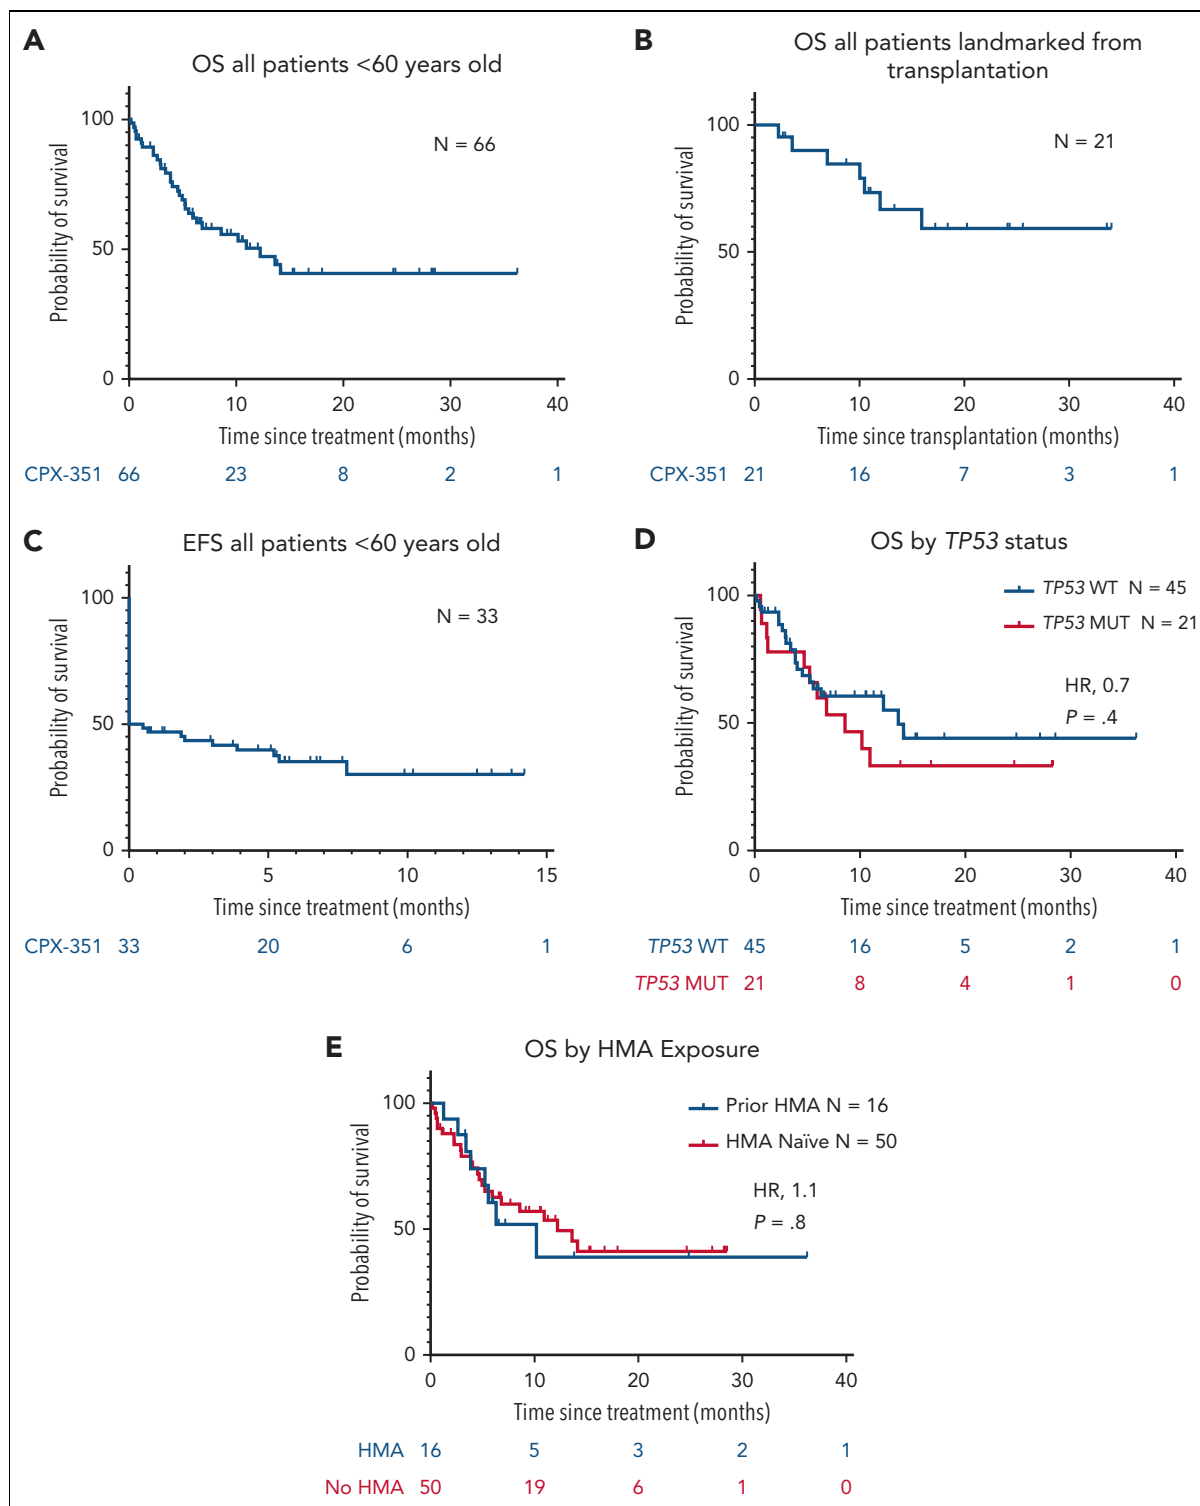 A
OS all patients <60 years old
N = 66
Probability of survival
100
50
0
0 10 20 30 40
Time since treatment (months)
CPX-351 66 23 8 2 1
B
OS all patients landmarked from
transplantation
N = 21
Probability of survival
100
50
0
0 10 20 30 40
Time since transplantation (months)
CPX-351 21 16 7 3 1
C
EFS all patients <60 years old
N = 33
Probability of survival
100
50
0
0 5 10 15
Time since treatment (months)
CPX-351 33 20 6 1
D
OS by TP53 status
TP53 WT N = 45
TP53 MUT N = 21
HR, 0.7
P = .4
Probability of survival
100
50
0
0 10 20 30 40
Time since treatment (months)
TP53 WT 45 16 5 2 1
TP53 MUT 21 8 4 1 0
E
OS by HMA Exposure
Prior HMA N = 16
HMA Naïve N = 50
HR, 1.1
P = .8
Probability of survival
100
50
0
0 10 20 30 40
Time since treatment (months)
HMA 16 5 3 2 1
No HMA 50 19 6 1 0